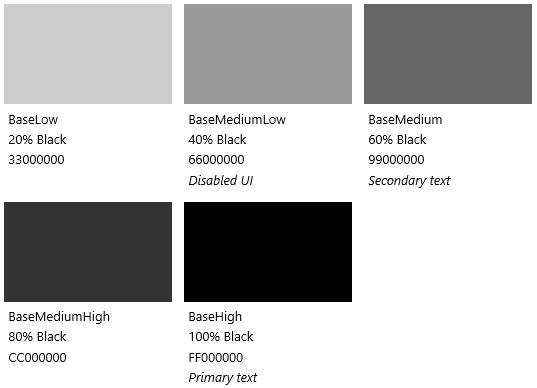 BaseLow
20% Black
33000000
BaseMediumLow
40% Black
66000000
Disabled UI
BaseMedium
60% Black
99000000
Secondary text
BaseMediumHigh
80% Black
CC000000
BaseHigh
100% Black
FF000000
Primary text